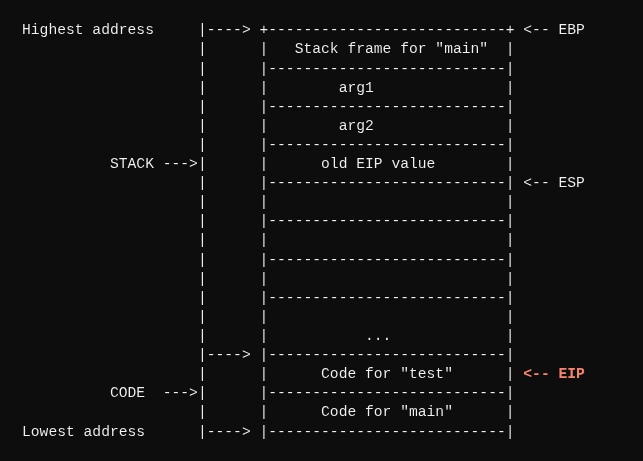 Highest address     |----> +---------------------------+ <-- EBP
                    |      |   Stack frame for "main"  |
                    |      |---------------------------|
                    |      |        arg1               |
                    |      |---------------------------|
                    |      |        arg2               |
                    |      |---------------------------|
          STACK --->|      |      old EIP value        |
                    |      |---------------------------| <-- ESP
                    |      |                           |
                    |      |---------------------------|
                    |      |                           |
                    |      |---------------------------|
                    |      |                           |
                    |      |---------------------------|
                    |      |                           |
                    |      |           ...             |
                    |----> |---------------------------|
                    |      |      Code for "test"      | <-- EIP
          CODE  --->|      |---------------------------|
                    |      |      Code for "main"      |
Lowest address      |----> |---------------------------|